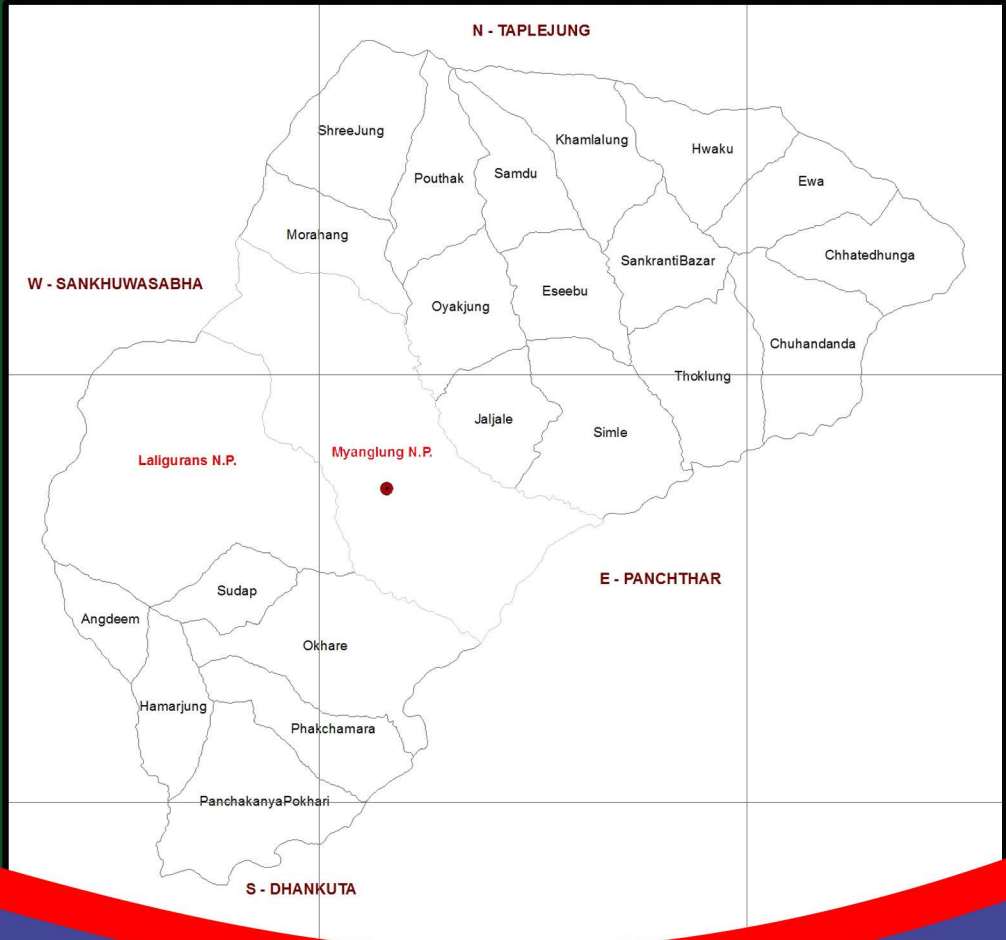 N - TAPLEJUNG
ShreeJung
Khamlalung
Hwaku
Pouthak
Samdu
Ewa
Morahang
SankrantiBazar
Chhatedhunga
W - SANKHUWASABHA
Eseebu
Oyakjung
Chuhandanda
Thoklung
Jaljale
Simle
Laligurans N.P.
Myanglung N.P.
E - PANCHTHAR
Sudap
Angdeem
Okhare
Hamarjung
Phakchamara
PanchakanyaPokhari
S - DHANKUTA